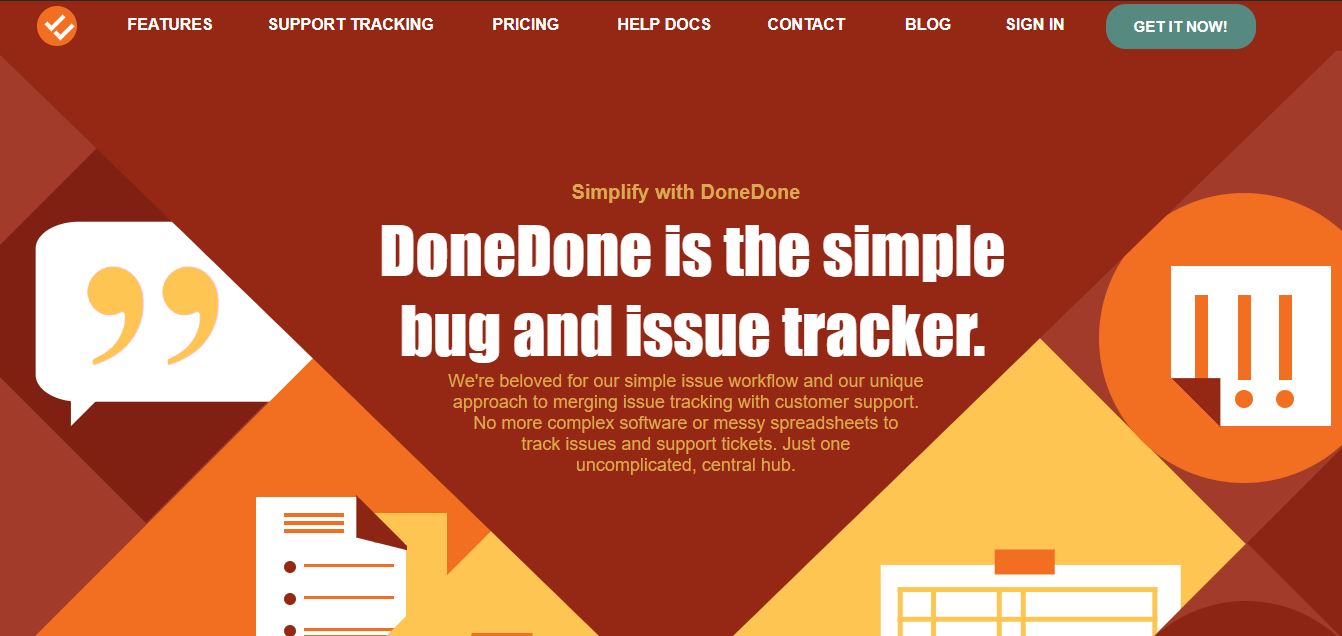 FEATURES SUPPORT TRACKING PRICING HELP DOCS CONTACT BLOG SIGN IN GET IT NOW!
Simplify with DoneDone
DoneDone is the simple
bug and issue tracker.
We're beloved for our simple issue workflow and our unique
approach to merging issue tracking with customer support.
No more complex software or messy spreadsheets to
track issues and support tickets. Just one
uncomplicated, central hub.